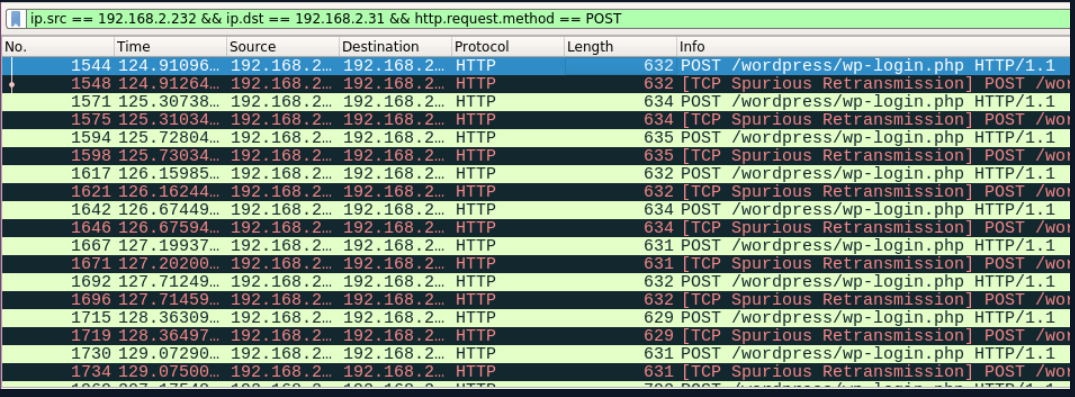 ip.src == 192.168.2.232 && ip.dst == 192.168.2.31 && http.request.method == POST
No. Time Source Destination Protocol Length Info
1544 124.91096… 192.168.2… 192.168.2… HTTP 632 POST /wordpress/wp-login.php HTTP/1.1
1548 124.91264… 192.168.2… 192.168.2… HTTP 632 [TCP Spurious Retransmission] POST /wor
1571 125.30738… 192.168.2… 192.168.2… HTTP 634 POST /wordpress/wp-login.php HTTP/1.1
1575 125.31034… 192.168.2… 192.168.2… HTTP 634 [TCP Spurious Retransmission] POST /wor
1594 125.72804… 192.168.2… 192.168.2… HTTP 635 POST /wordpress/wp-login.php HTTP/1.1
1598 125.73034… 192.168.2… 192.168.2… HTTP 635 [TCP Spurious Retransmission] POST /wor
1617 126.15985… 192.168.2… 192.168.2… HTTP 632 POST /wordpress/wp-login.php HTTP/1.1
1621 126.16244… 192.168.2… 192.168.2… HTTP 632 [TCP Spurious Retransmission] POST /wor
1642 126.67449… 192.168.2… 192.168.2… HTTP 634 POST /wordpress/wp-login.php HTTP/1.1
1646 126.67594… 192.168.2… 192.168.2… HTTP 634 [TCP Spurious Retransmission] POST /wor
1667 127.19937… 192.168.2… 192.168.2… HTTP 631 POST /wordpress/wp-login.php HTTP/1.1
1671 127.20200… 192.168.2… 192.168.2… HTTP 631 [TCP Spurious Retransmission] POST /wor
1692 127.71249… 192.168.2… 192.168.2… HTTP 632 POST /wordpress/wp-login.php HTTP/1.1
1696 127.71459… 192.168.2… 192.168.2… HTTP 632 [TCP Spurious Retransmission] POST /wor
1715 128.36309… 192.168.2… 192.168.2… HTTP 629 POST /wordpress/wp-login.php HTTP/1.1
1719 128.36497… 192.168.2… 192.168.2… HTTP 629 [TCP Spurious Retransmission] POST /wor
1730 129.07290… 192.168.2… 192.168.2… HTTP 631 POST /wordpress/wp-login.php HTTP/1.1
1734 129.07500… 192.168.2… 192.168.2… HTTP 631 [TCP Spurious Retransmission] POST /wor